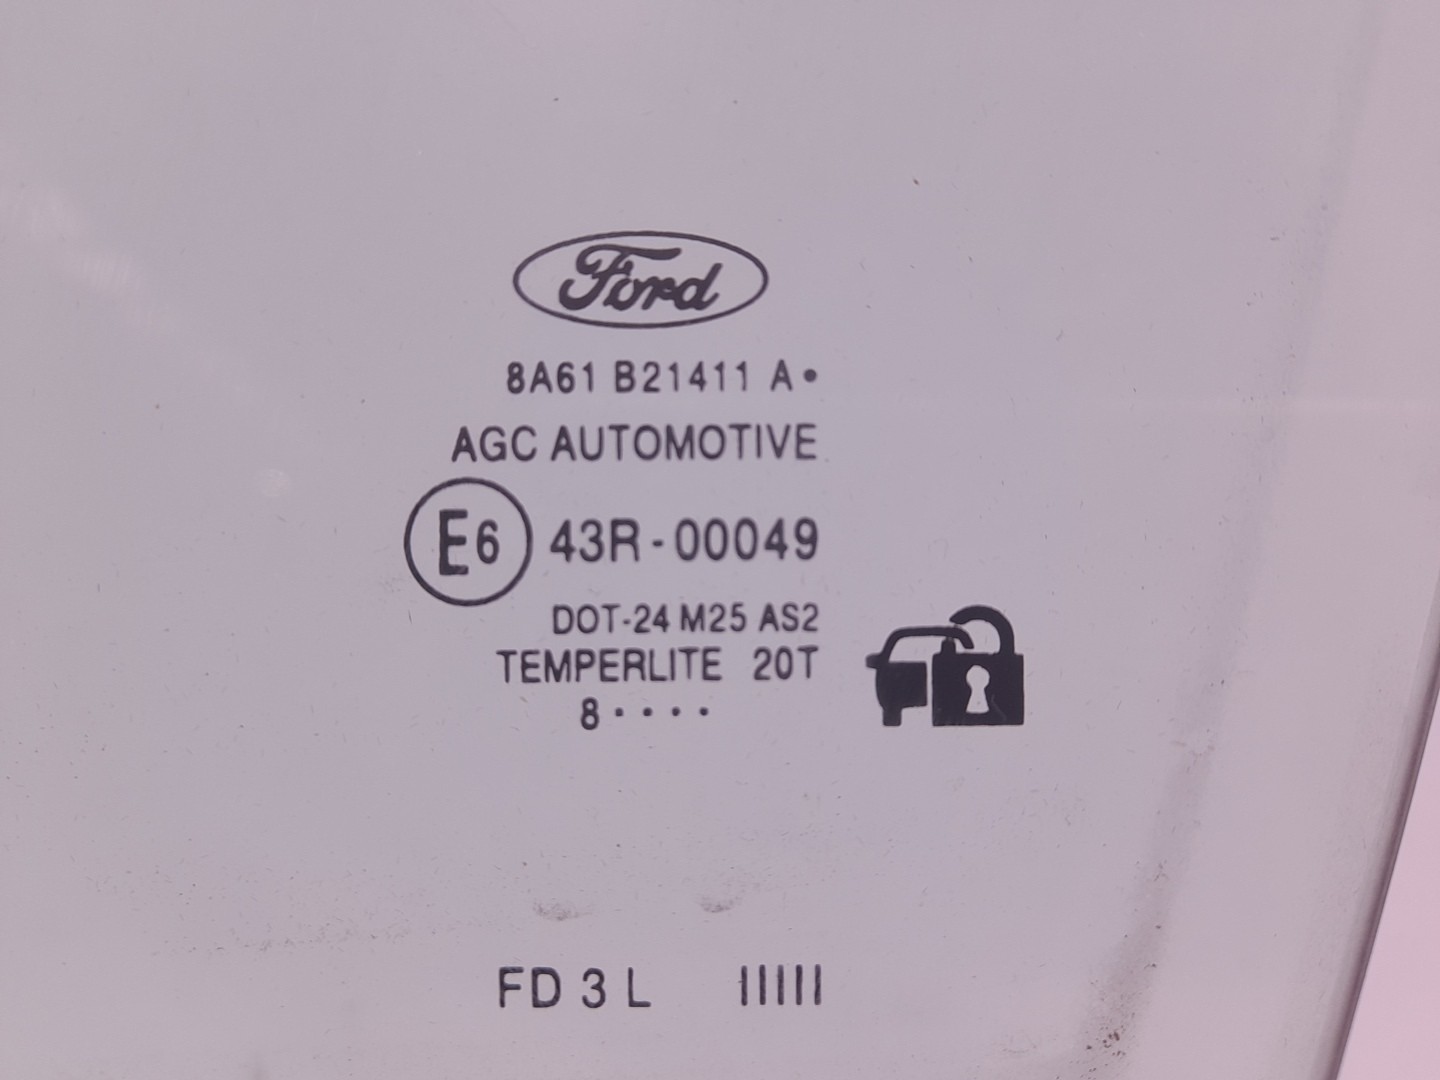 Ford
8A61 B21411 A•
AGC AUTOMOTIVE
E6 43R-00049
DOT-24 M25 AS2
TEMPERLITE 20T
8 · · · ·
FD 3 L IIIII